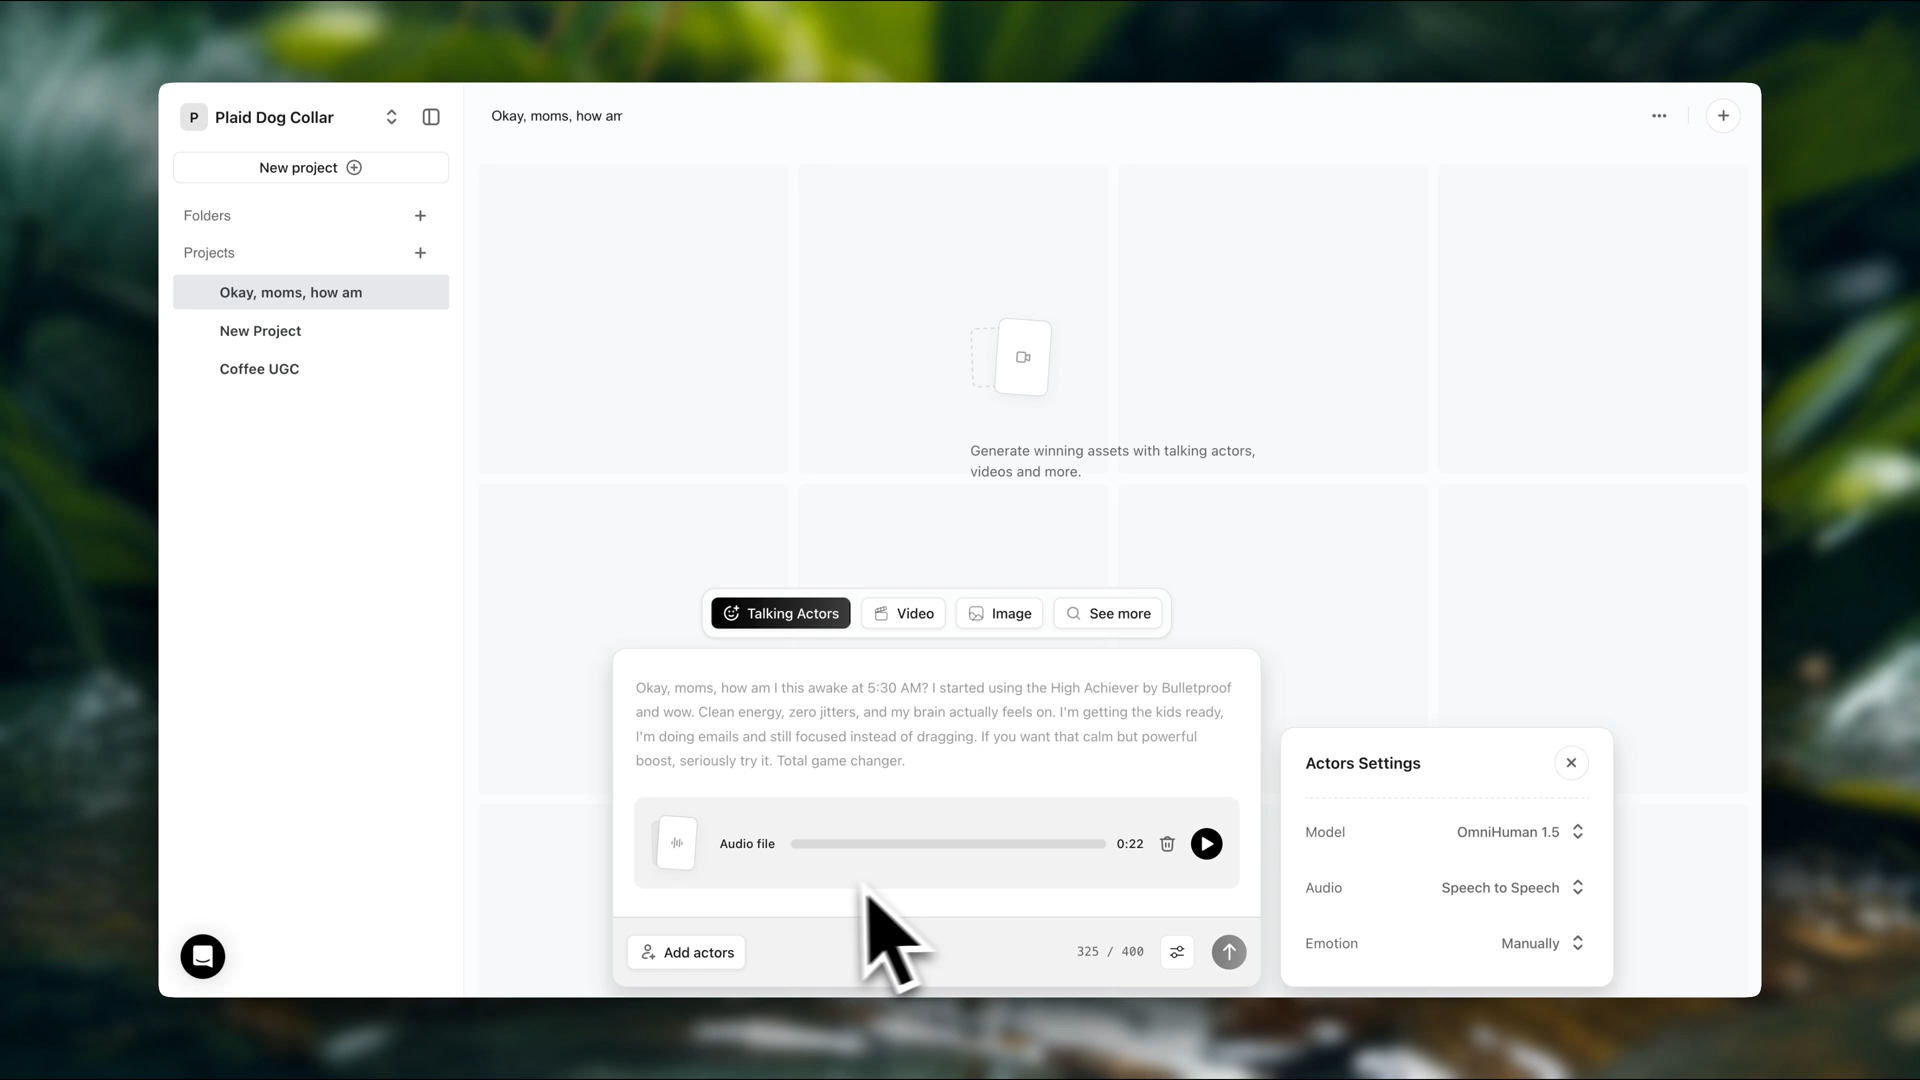 P Plaid Dog Collar
New project
Folders
Projects
Okay, moms, how am
New Project
Coffee UGC
Okay, moms, how am
Generate winning assets with talking actors,
videos and more.
Talking Actors
Video
Image
See more
Okay, moms, how am I this awake at 5:30 AM? I started using the High Achiever by Bulletproof
and wow. Clean energy, zero jitters, and my brain actually feels on. I'm getting the kids ready,
I'm doing emails and still focused instead of dragging. If you want that calm but powerful
boost, seriously try it. Total game changer.
Audio file
0:22
Add actors
325 / 400
Actors Settings
Model
OmniHuman 1.5
Audio
Speech to Speech
Emotion
Manually